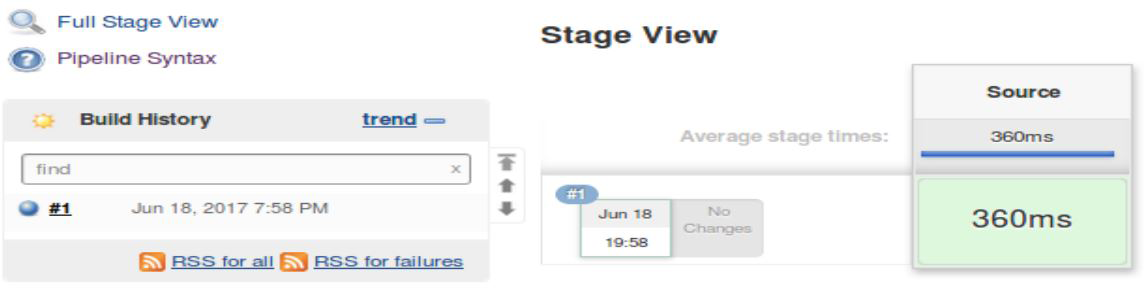 Full Stage View
Pipeline Syntax
Build History trend
find x
#1 Jun 18, 2017 7:58 PM
RSS for all RSS for failures
Stage View
Source
Average stage times: 360ms
#1
Jun 18
19:58
No
Changes
360ms